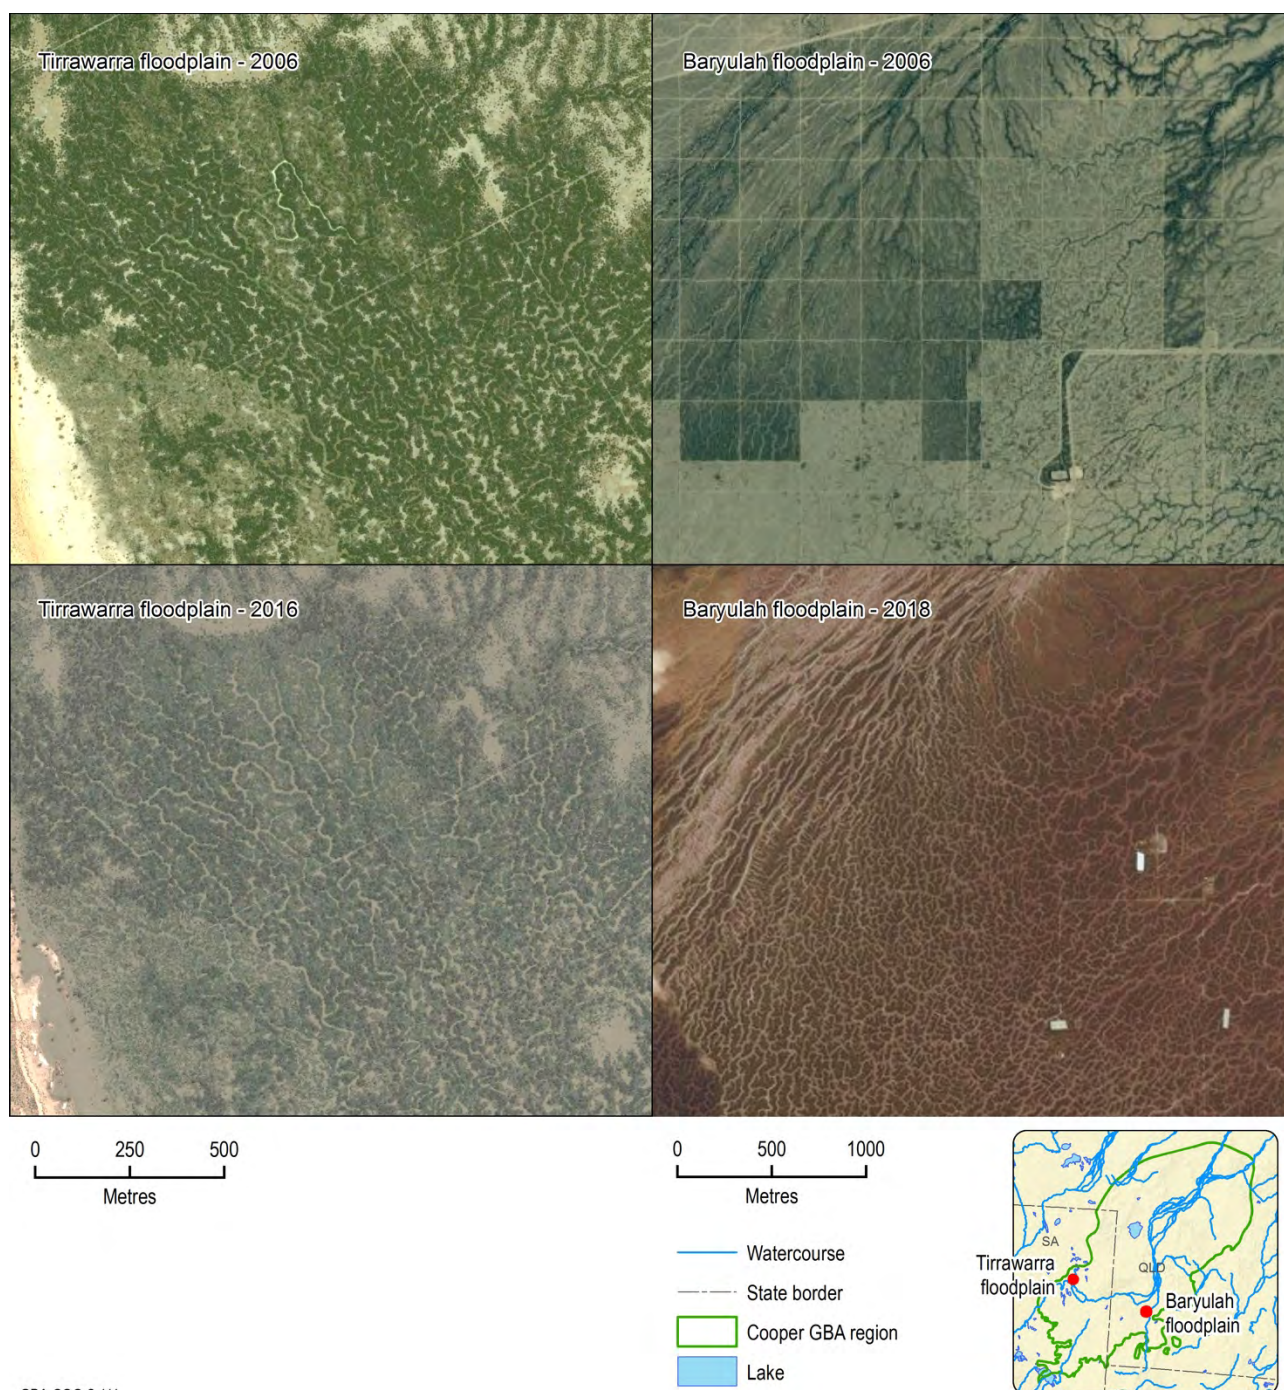 Tirrawarra floodplain - 2006
Baryulah floodplain - 2006
Tirrawarra floodplain - 2016
Baryulah floodplain - 2018
0 250 500
Metres
0 500 1000
Metres
Watercourse
State border
Cooper GBA region
Lake
SA
QLD
Tirrawarra
floodplain
Baryulah
floodplain